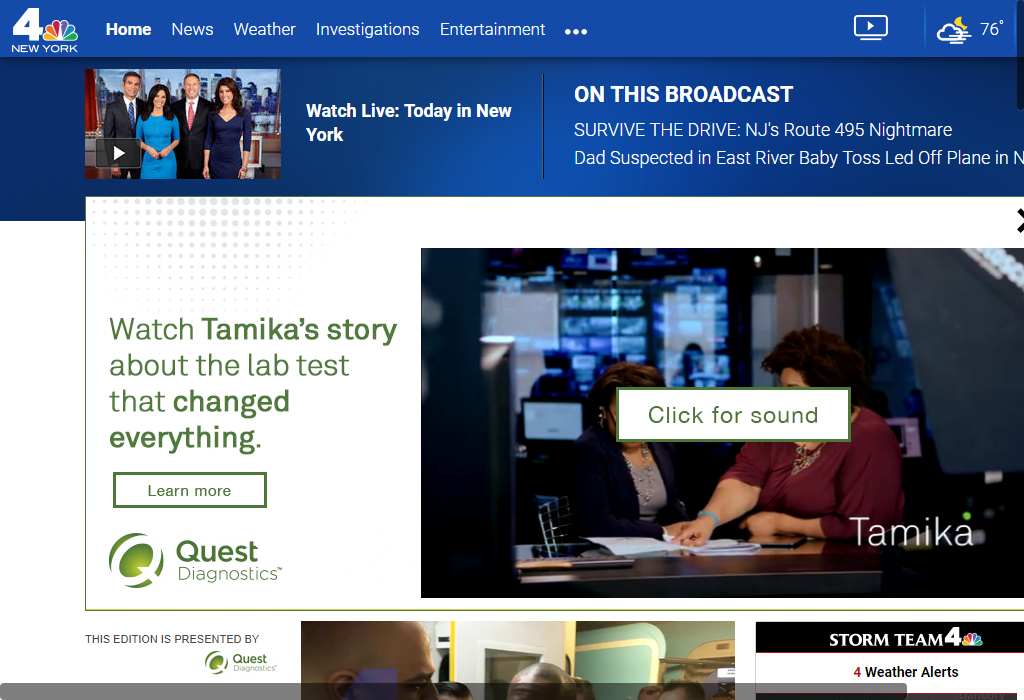 4
NEW YORK
Home News Weather Investigations Entertainment
76°
Watch Live: Today in New
York
ON THIS BROADCAST
SURVIVE THE DRIVE: NJ's Route 495 Nightmare
Dad Suspected in East River Baby Toss Led Off Plane in N
Watch Tamika's story
about the lab test
that changed
everything.
Learn more
Quest
Diagnostics™
Click for sound
Tamika
THIS EDITION IS PRESENTED BY
Quest
Diagnostics™
STORM TEAM 4
4 Weather Alerts